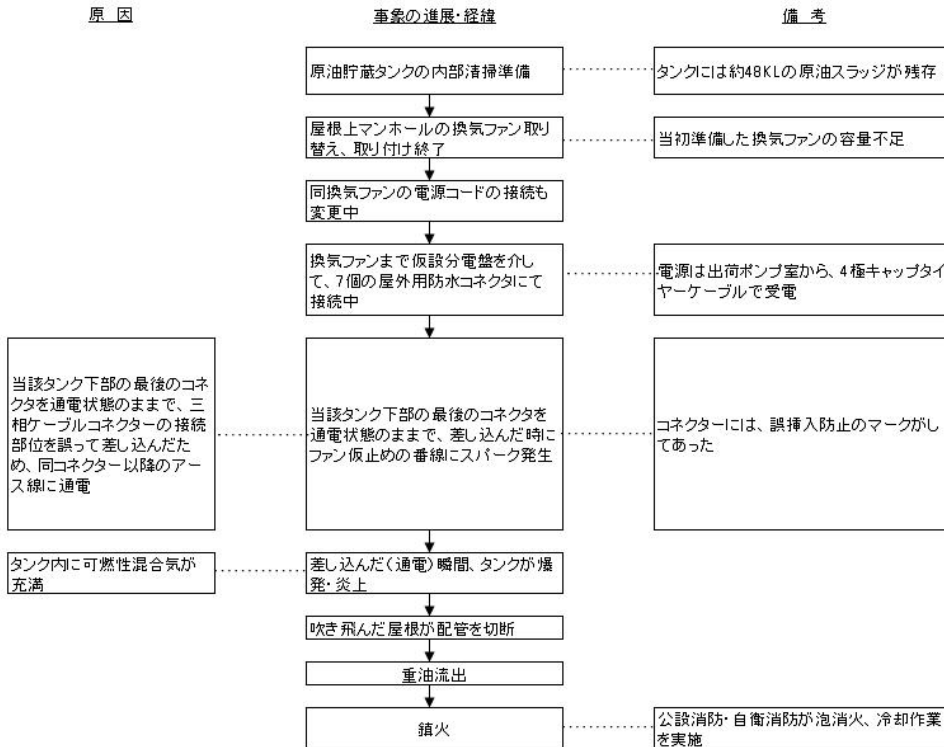 原 因
事象の進展・経緯
備 考
原油貯蔵タンクの内部清掃準備
タンクには約48KLの原油スラッジが残存
屋根上マンホールの換気ファン取り
替え、取り付け終了
当初準備した換気ファンの容量不足
同換気ファンの電源コードの接続も
変更中
換気ファンまで仮設分電盤を介し
て、7個の屋外用防水コネクタにて
接続中
電源は出荷ポンプ室から、4極キャップタイ
ヤーケーブルで受電
当該タンク下部の最後のコネ
クタを通電状態のままで、三
相ケーブルコネクターの接続
部位を誤って差し込んだた
め、同コネクター以降のアー
ス線に通電
当該タンク下部の最後のコネクタを
通電状態のままで、差し込んだ時に
ファン仮止めの番線にスパーク発生
コネクターには、誤挿入防止のマークがし
てあった
タンク内に可燃性混合気が
充満
差し込んだ(通電)瞬間、タンクが爆
発・炎上
吹き飛んだ屋根が配管を切断
重油流出
鎮火
公設消防・自衛消防が泡消火、冷却作業
を実施